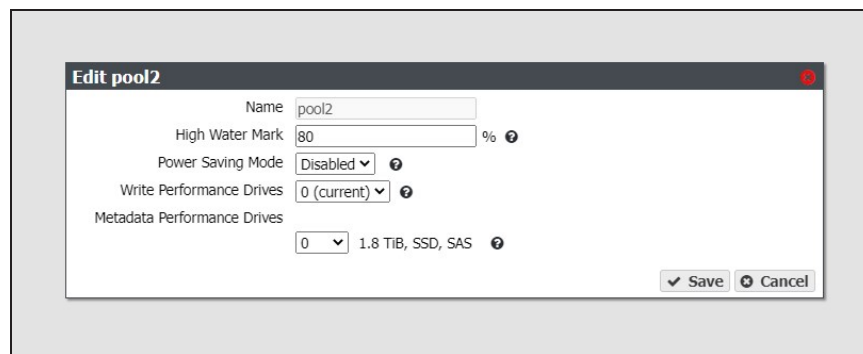 Edit pool2
Name pool2
High Water Mark 80 %
Power Saving Mode Disabled
Write Performance Drives 0 (current)
Metadata Performance Drives
0 1.8 TiB, SSD, SAS
Save Cancel